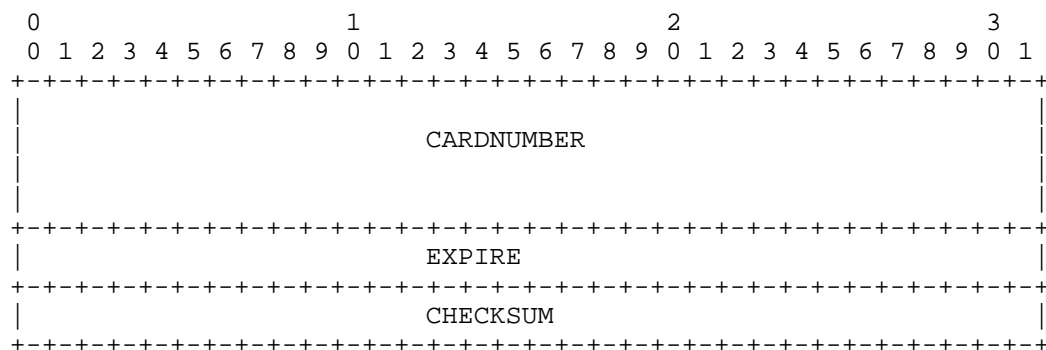 0                   1                   2                   3
 0 1 2 3 4 5 6 7 8 9 0 1 2 3 4 5 6 7 8 9 0 1 2 3 4 5 6 7 8 9 0 1
+-+-+-+-+-+-+-+-+-+-+-+-+-+-+-+-+-+-+-+-+-+-+-+-+-+-+-+-+-+-+-+-+
|                                                               |
|                         CARDNUMBER                            |
|                                                               |
|                                                               |
+-+-+-+-+-+-+-+-+-+-+-+-+-+-+-+-+-+-+-+-+-+-+-+-+-+-+-+-+-+-+-+-+
|                         EXPIRE                                |
+-+-+-+-+-+-+-+-+-+-+-+-+-+-+-+-+-+-+-+-+-+-+-+-+-+-+-+-+-+-+-+-+
|                         CHECKSUM                              |
+-+-+-+-+-+-+-+-+-+-+-+-+-+-+-+-+-+-+-+-+-+-+-+-+-+-+-+-+-+-+-+-+